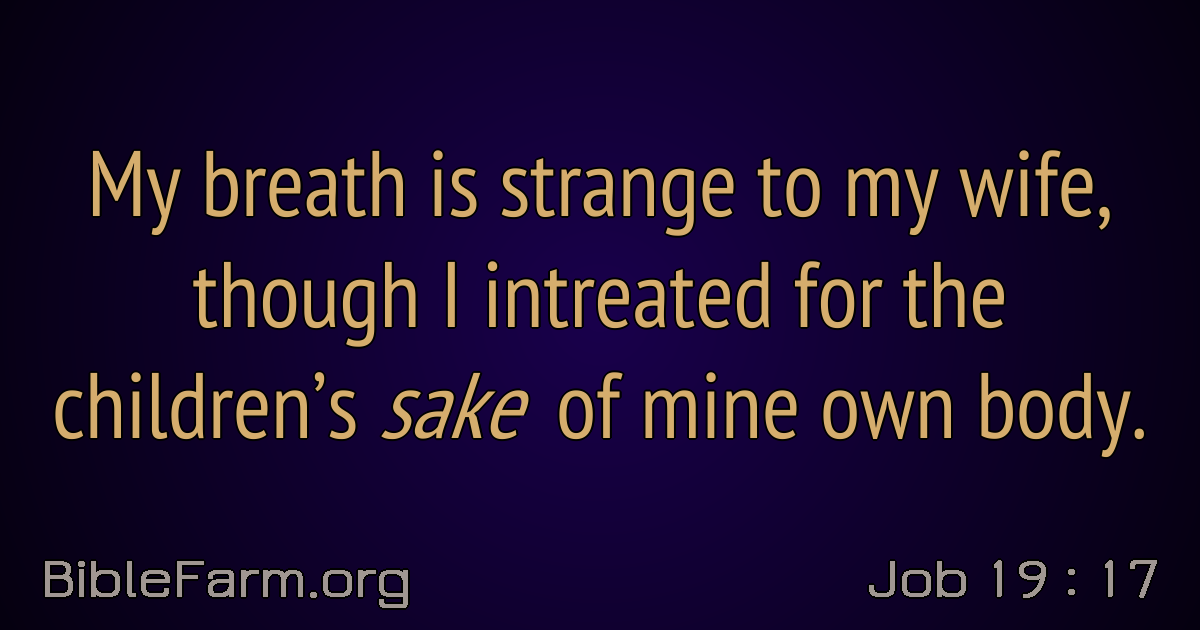 My breath is strange to my wife,
though I intreated for the
children’s sake of mine own body.
BibleFarm.org
Job 19 : 17